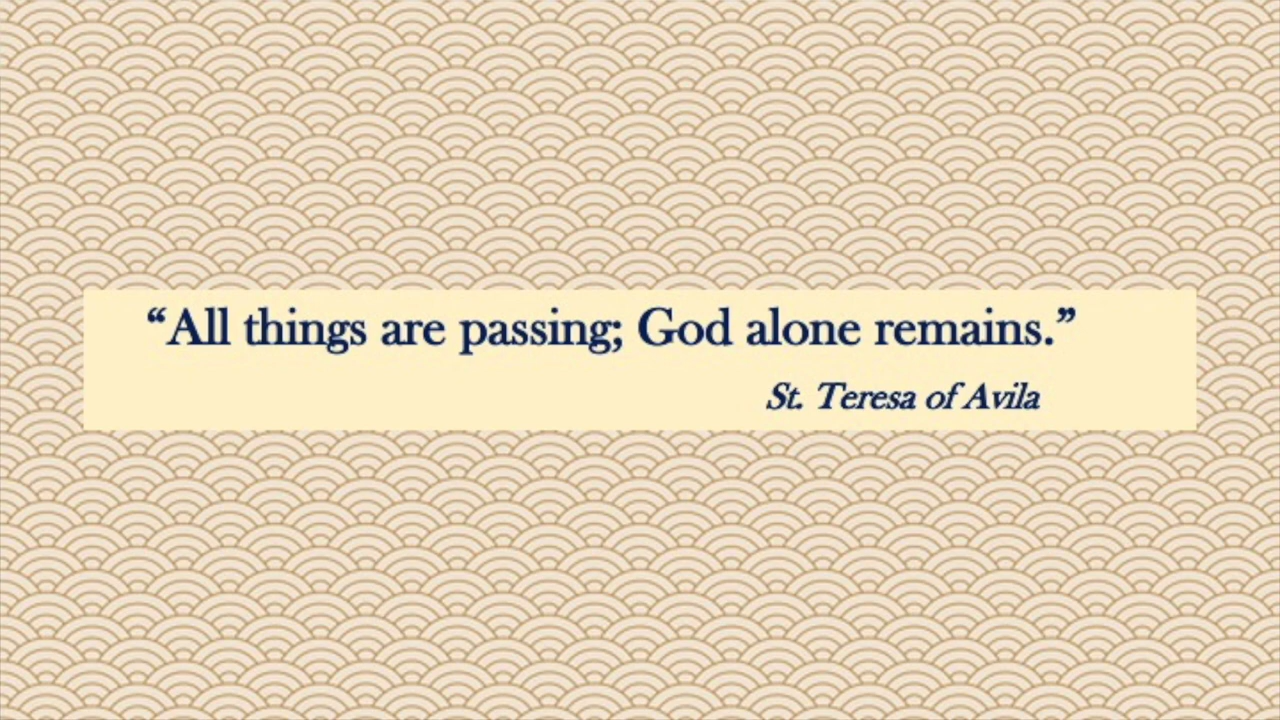 “All things are passing; God alone remains.”
St. Teresa of Avila